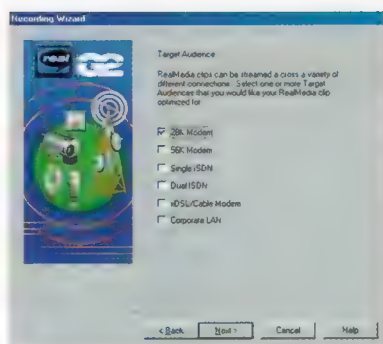 Recording Wizard
real
G2
Target Audience
RealMedia clips can be streamed a cross a variety of
different connections. Select one or more Target
Audiences that you would like your RealMedia clip
optimized for
28K Modem
56K Modem
Single ISDN
Dual ISDN
xDSL/Cable Modem
Corporate LAN
< Back
Next >
Cancel
Help